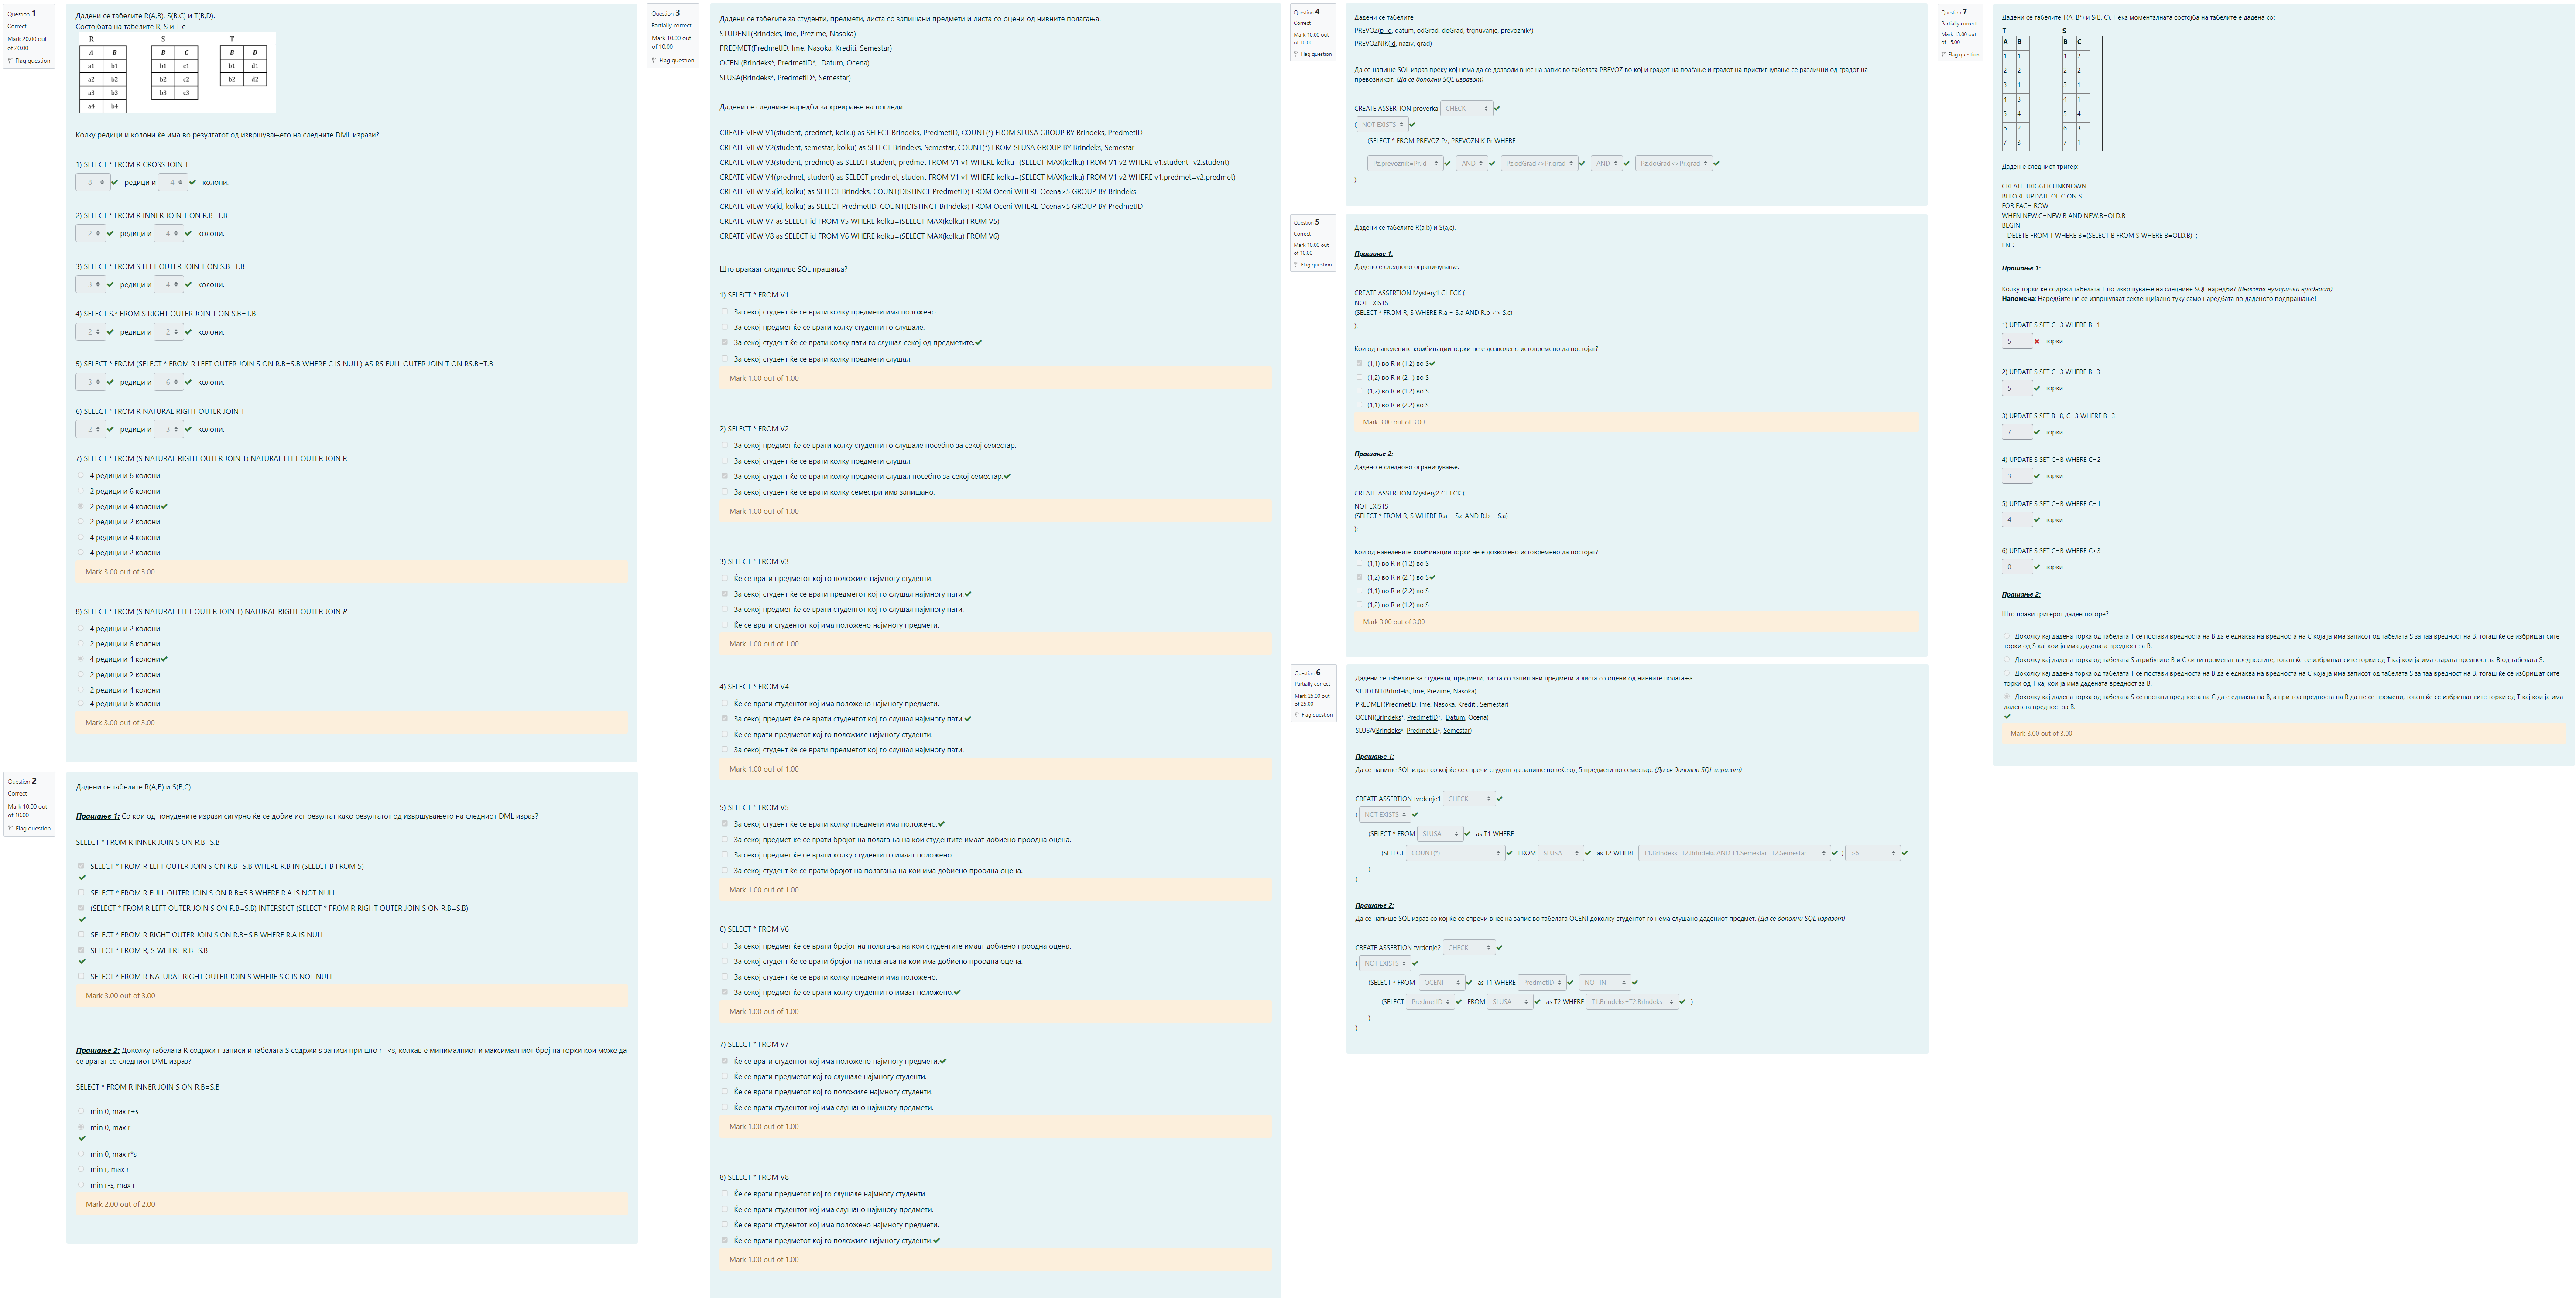 Question 1
Correct
Mark 20.00 out
of 20.00
Flag question
Дадени се табелите R(A,B), S(B,C) и T(B,D).
Состојбата на табелите R, S и T е
R S T
A B B C B D
a1 b1 b1 c1 b1 d1
a2 b2 b2 c2 b2 d2
a3 b3 b3 c3
a4 b4
Колку редици и колони ќе има во резултатот од извршувањето на следните DML изрази?
1) SELECT * FROM R CROSS JOIN T
8 редици и 4 колони.
2) SELECT * FROM R INNER JOIN T ON R.B=T.B
2 редици и 4 колони.
3) SELECT * FROM S LEFT OUTER JOIN T ON S.B=T.B
3 редици и 4 колони.
4) SELECT S.* FROM S RIGHT OUTER JOIN T ON S.B=T.B
2 редици и 2 колони.
5) SELECT * FROM (SELECT * FROM R LEFT OUTER JOIN S ON R.B=S.B WHERE C IS NULL) AS RS FULL OUTER JOIN T ON RS.B=T.B
3 редици и 6 колони.
6) SELECT * FROM R NATURAL RIGHT OUTER JOIN T
2 редици и 3 колони.
7) SELECT * FROM (S NATURAL RIGHT OUTER JOIN T) NATURAL LEFT OUTER JOIN R
4 редици и 6 колони
2 редици и 6 колони
2 редици и 4 колони
2 редици и 2 колони
4 редици и 4 колони
4 редици и 2 колони
Mark 3.00 out of 3.00
8) SELECT * FROM (S NATURAL LEFT OUTER JOIN T) NATURAL RIGHT OUTER JOIN R
4 редици и 2 колони
2 редици и 6 колони
4 редици и 4 колони
2 редици и 2 колони
2 редици и 4 колони
4 редици и 6 колони
Mark 3.00 out of 3.00
Question 2
Correct
Mark 10.00 out
of 10.00
Flag question
Дадени се табелите R(A,B) и S(B,C).
Прашање 1: Со кои од понудените изрази сигурно ќе се добие ист резултат како резултатот од извршувањето на следниот DML израз?
SELECT * FROM R INNER JOIN S ON R.B=S.B
SELECT * FROM R LEFT OUTER JOIN S ON R.B=S.B WHERE R.B IN (SELECT B FROM S)
SELECT * FROM R FULL OUTER JOIN S ON R.B=S.B WHERE R.A IS NOT NULL
(SELECT * FROM R LEFT OUTER JOIN S ON R.B=S.B) INTERSECT (SELECT * FROM R RIGHT OUTER JOIN S ON R.B=S.B)
SELECT * FROM R RIGHT OUTER JOIN S ON R.B=S.B WHERE R.A IS NULL
SELECT * FROM R, S WHERE R.B=S.B
SELECT * FROM R NATURAL RIGHT OUTER JOIN S WHERE S.C IS NOT NULL
Mark 3.00 out of 3.00
Прашање 2: Доколку табелата R содржи r записи и табелата S содржи s записи при што r=<s, колкав е минималниот и максималниот број на торки кои може да
се вратат со следниот DML израз?
SELECT * FROM R INNER JOIN S ON R.B=S.B
min 0, max r+s
min 0, max r
min 0, max r*s
min r, max r
min r-s, max r
Mark 2.00 out of 2.00
Question 3
Partially correct
Mark 10.00 out
of 10.00
Flag question
Дадени се табелите за студенти, предмети, листа со запишани предмети и листа со оцени од нивните полагања.
STUDENT(BrIndeks, Ime, Prezime, Nasoka)
PREDMET(PredmetID, Ime, Nasoka, Krediti, Semestar)
OCENI(BrIndeks*, PredmetID*, Datum, Ocena)
SLUSA(BrIndeks*, PredmetID*, Semestar)
Дадени се следниве наредби за креирање на погледи:
CREATE VIEW V1(student, predmet, kolku) as SELECT BrIndeks, PredmetID, COUNT(*) FROM SLUSA GROUP BY BrIndeks, PredmetID
CREATE VIEW V2(student, semestar, kolku) as SELECT BrIndeks, Semestar, COUNT(*) FROM SLUSA GROUP BY BrIndeks, Semestar
CREATE VIEW V3(student, predmet) as SELECT student, predmet FROM V1 v1 WHERE kolku=(SELECT MAX(kolku) FROM V1 v2 WHERE v1.student=v2.student)
CREATE VIEW V4(predmet, student) as SELECT predmet, student FROM V1 v1 WHERE kolku=(SELECT MAX(kolku) FROM V1 v2 WHERE v1.predmet=v2.predmet)
CREATE VIEW V5(id, kolku) as SELECT BrIndeks, COUNT(DISTINCT PredmetID) FROM Oceni WHERE Ocena>5 GROUP BY BrIndeks
CREATE VIEW V6(id, kolku) as SELECT PredmetID, COUNT(DISTINCT BrIndeks) FROM Oceni WHERE Ocena>5 GROUP BY PredmetID
CREATE VIEW V7 as SELECT id FROM V5 WHERE kolku=(SELECT MAX(kolku) FROM V5)
CREATE VIEW V8 as SELECT id FROM V6 WHERE kolku=(SELECT MAX(kolku) FROM V6)
Што враќаат следниве SQL прашања?
1) SELECT * FROM V1
За секој студент ќе се врати колку предмети има положено.
За секој предмет ќе се врати колку студенти го слушале.
За секој студент ќе се врати колку пати го слушал секој од предметите.
За секој студент ќе се врати колку предмети слушал.
Mark 1.00 out of 1.00
2) SELECT * FROM V2
За секој предмет ќе се врати колку студенти го слушале посебно за секој семестар.
За секој студент ќе се врати колку предмети слушал.
За секој студент ќе се врати колку предмети слушал посебно за секој семестар.
За секој студент ќе се врати колку семестри има запишано.
Mark 1.00 out of 1.00
3) SELECT * FROM V3
Ќе се врати предметот кој го положиле најмногу студенти.
За секој студент ќе се врати предметот кој го слушал најмногу пати.
За секој предмет ќе се врати студентот кој го слушал најмногу пати.
Ќе се врати студентот кој има положено најмногу предмети.
Mark 1.00 out of 1.00
4) SELECT * FROM V4
Ќе се врати студентот кој има положено најмногу предмети.
За секој предмет ќе се врати студентот кој го слушал најмногу пати.
Ќе се врати предметот кој го положиле најмногу студенти.
За секој студент ќе се врати предметот кој го слушал најмногу пати.
Mark 1.00 out of 1.00
5) SELECT * FROM V5
За секој студент ќе се врати колку предмети има положено.
За секој предмет ќе се врати бројот на полагања на кои студентите имаат добиено проодна оцена.
За секој предмет ќе се врати колку студенти го имаат положено.
За секој студент ќе се врати бројот на полагања на кои има добиено проодна оцена.
Mark 1.00 out of 1.00
6) SELECT * FROM V6
За секој предмет ќе се врати бројот на полагања на кои студентите имаат добиено проодна оцена.
За секој студент ќе се врати бројот на полагања на кои има добиено проодна оцена.
За секој студент ќе се врати колку предмети има положено.
За секој предмет ќе се врати колку студенти го имаат положено.
Mark 1.00 out of 1.00
7) SELECT * FROM V7
Ќе се врати студентот кој има положено најмногу предмети.
Ќе се врати предметот кој го слушале најмногу студенти.
Ќе се врати предметот кој го положиле најмногу студенти.
Ќе се врати студентот кој има слушано најмногу предмети.
Mark 1.00 out of 1.00
8) SELECT * FROM V8
Ќе се врати предметот кој го слушале најмногу студенти.
Ќе се врати студентот кој има слушано најмногу предмети.
Ќе се врати студентот кој има положено најмногу предмети.
Ќе се врати предметот кој го положиле најмногу студенти.
Mark 1.00 out of 1.00
Question 4
Correct
Mark 10.00 out
of 10.00
Flag question
Дадени се табелите
PREVOZ(p_id, datum, odGrad, doGrad, trgnuvanje, prevoznik*)
PREVOZNIK(id, naziv, grad)
Да се напише SQL израз преку кој нема да се дозволи внес на запис во табелата PREVOZ во кој и градот на поаѓање и градот на пристигнување се различни од градот на
превозникот. (Да се дополни SQL изразот)
CREATE ASSERTION proverka CHECK
( NOT EXISTS
(SELECT * FROM PREVOZ Pz, PREVOZNIK Pr WHERE
Pz.prevoznik=Pr.id AND Pz.odGrad<>Pr.grad AND Pz.doGrad<>Pr.grad
)
Question 5
Correct
Mark 10.00 out
of 10.00
Flag question
Дадени се табелите R(a,b) и S(a,c).
Прашање 1:
Дадено е следново ограничување.
CREATE ASSERTION Mystery1 CHECK (
NOT EXISTS
(SELECT * FROM R, S WHERE R.a = S.a AND R.b <> S.c)
);
Кои од наведените комбинации торки не е дозволено истовремено да постојат?
(1,1) во R и (1,2) во S
(1,2) во R и (2,1) во S
(1,2) во R и (1,2) во S
(1,1) во R и (2,2) во S
Mark 3.00 out of 3.00
Прашање 2:
Дадено е следново ограничување.
CREATE ASSERTION Mystery2 CHECK (
NOT EXISTS
(SELECT * FROM R, S WHERE R.a = S.c AND R.b = S.a)
);
Кои од наведените комбинации торки не е дозволено истовремено да постојат?
(1,1) во R и (1,2) во S
(1,2) во R и (2,1) во S
(1,1) во R и (2,2) во S
(1,2) во R и (1,2) во S
Mark 3.00 out of 3.00
Question 6
Partially correct
Mark 25.00 out
of 25.00
Flag question
Дадени се табелите за студенти, предмети, листа со запишани предмети и листа со оцени од нивните полагања.
STUDENT(BrIndeks, Ime, Prezime, Nasoka)
PREDMET(PredmetID, Ime, Nasoka, Krediti, Semestar)
OCENI(BrIndeks*, PredmetID*, Datum, Ocena)
SLUSA(BrIndeks*, PredmetID*, Semestar)
Прашање 1:
Да се напише SQL израз со кој ќе се спречи студент да запише повеќе од 5 предмети во семестар. (Да се дополни SQL изразот)
CREATE ASSERTION tvrdenje1 CHECK
( NOT EXISTS
(SELECT * FROM SLUSA as T1 WHERE
(SELECT COUNT(*) FROM SLUSA as T2 WHERE T1.BrIndeks=T2.BrIndeks AND T1.Semestar=T2.Semestar ) >5
)
)
Прашање 2:
Да се напише SQL израз со кој ќе се спречи внес на запис во табелата OCENI доколку студентот го нема слушано дадениот предмет. (Да се дополни SQL изразот)
CREATE ASSERTION tvrdenje2 CHECK
( NOT EXISTS
(SELECT * FROM OCENI as T1 WHERE PredmetID NOT IN
(SELECT PredmetID FROM SLUSA as T2 WHERE T1.BrIndeks=T2.BrIndeks )
)
)
Question 7
Partially correct
Mark 13.00 out
of 15.00
Flag question
Дадени се табелите T(A, B*) и S(B, C). Нека моменталната состојба на табелите е дадена со:
T S
A B B C
1 1 1 2
2 2 2 2
3 1 3 1
4 3 4 1
5 4 5 4
6 2 6 3
7 3 7 1
Даден е следниот тригер:
CREATE TRIGGER UNKNOWN
BEFORE UPDATE OF C ON S
FOR EACH ROW
WHEN NEW.C=NEW.B AND NEW.B=OLD.B
BEGIN
DELETE FROM T WHERE B=(SELECT B FROM S WHERE B=OLD.B) ;
END
Прашање 1:
Колку торки ќе содржи табелата T по извршување на следниве SQL наредби? (Внесете нумеричка вредност)
Напомена: Наредбите не се извршуваат секвенцијално туку само наредбата во даденото подпрашање!
1) UPDATE S SET C=3 WHERE B=1
5 торки
2) UPDATE S SET C=3 WHERE B=3
5 торки
3) UPDATE S SET B=8, C=3 WHERE B=3
7 торки
4) UPDATE S SET C=B WHERE C=2
3 торки
5) UPDATE S SET C=B WHERE C=1
4 торки
6) UPDATE S SET C=B WHERE C<3
0 торки
Прашање 2:
Што прави тригерот даден погоре?
Доколку кај дадена торка од табелата T се постави вредноста на B да е еднаква на вредноста на C која ја има записот од табелата S за таа вредност на B, тогаш ќе се избришат сите
торки од S кај кои ја има дадената вредност за B.
Доколку кај дадена торка од табелата S атрибутите B и C си ги променат вредностите, тогаш ќе се избришат сите торки од T кај кои ја има старата вредност за B од табелата S.
Доколку кај дадена торка од табелата T се постави вредноста на B да е еднаква на вредноста на C која ја има записот од табелата S за таа вредност на B, тогаш ќе се избришат сите
торки од T кај кои ја има дадената вредност за B.
Доколку кај дадена торка од табелата S се постави вредноста на C да е еднаква на B, а при тоа вредноста на B да не се промени, тогаш ќе се избришат сите торки од T кај кои ја има
дадената вредност за B.
Mark 3.00 out of 3.00